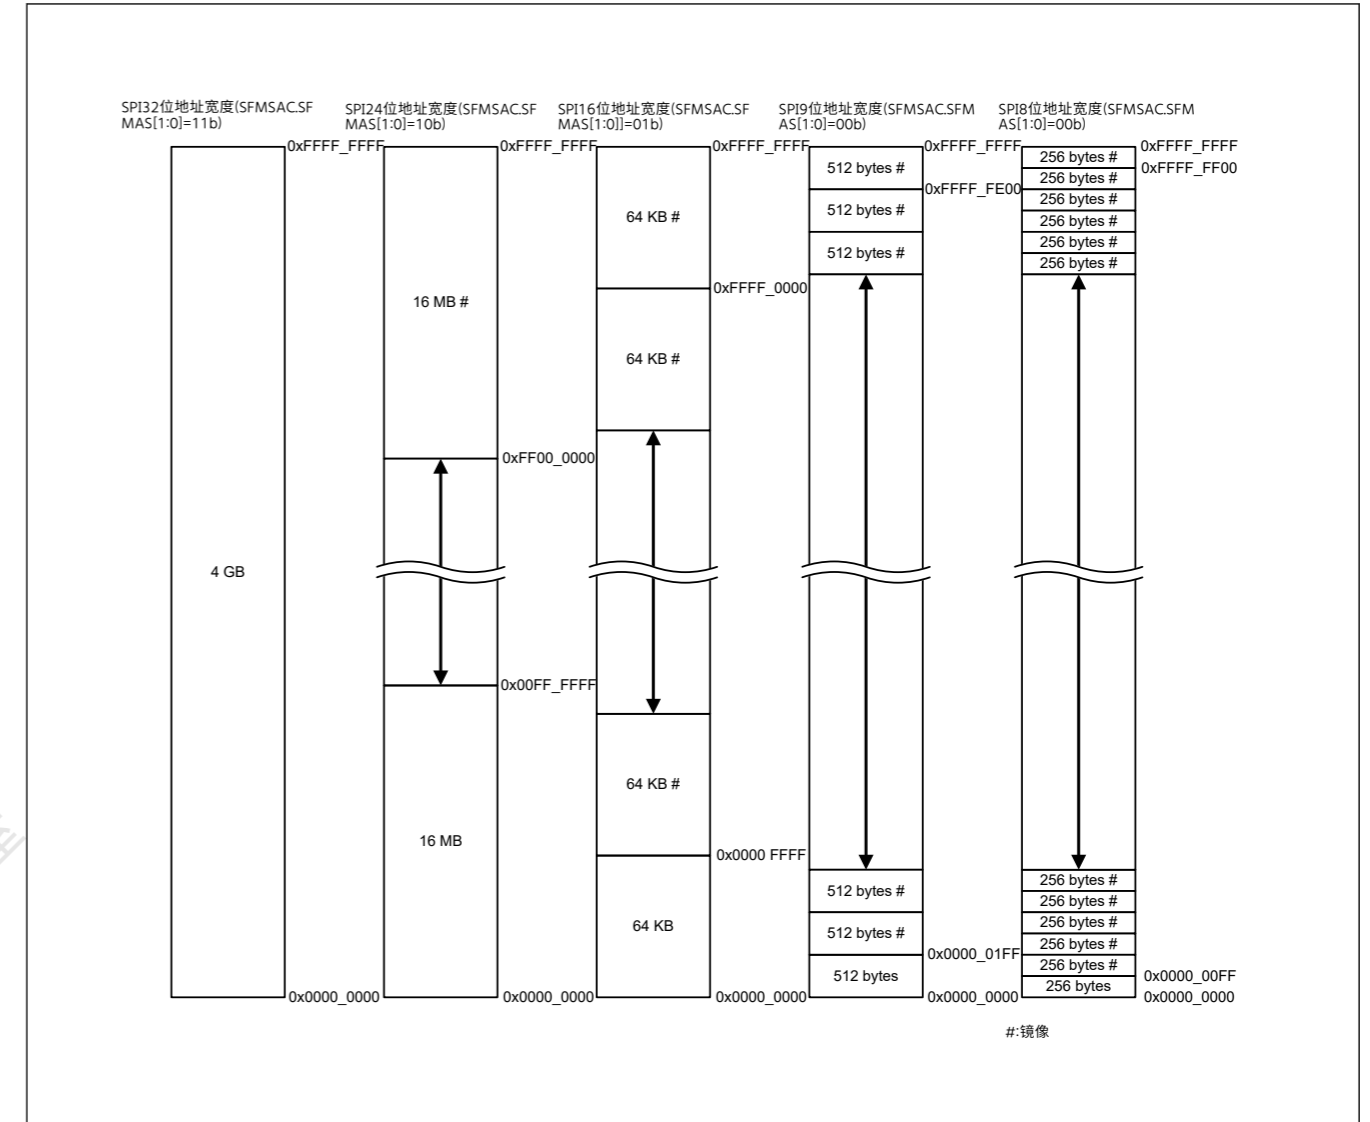 SPI32位地址宽度(SFMSAC.SF
MAS[1:0]=11b)
SPI24位地址宽度(SFMSAC.SF
MAS[1:0]=10b)
SPI16位地址宽度(SFMSAC.SF
MAS[1:0]]=01b)
SPI9位地址宽度(SFMSAC.SFM
AS[1:0]=00b)
SPI8位地址宽度(SFMSAC.SFM
AS[1:0]=00b)
0xFFFF_FFFF
4 GB
0x0000_0000
0xFFFF_FFFF
16 MB #
0xFF00_0000
0x00FF_FFFF
16 MB
0x0000_0000
0xFFFF_FFFF
64 KB #
0xFFFF_0000
64 KB #
64 KB #
0x0000 FFFF
64 KB
0x0000_0000
0xFFFF_FFFF
512 bytes #
0xFFFF_FE00
512 bytes #
512 bytes #
512 bytes #
512 bytes #
0x0000_01FF
512 bytes
0x0000_0000
0xFFFF_FFFF
256 bytes #
0xFFFF_FF00
256 bytes #
256 bytes #
256 bytes #
256 bytes #
256 bytes #
256 bytes #
256 bytes #
256 bytes #
256 bytes #
256 bytes #
0x0000_00FF
256 bytes
0x0000_0000
#:镜像